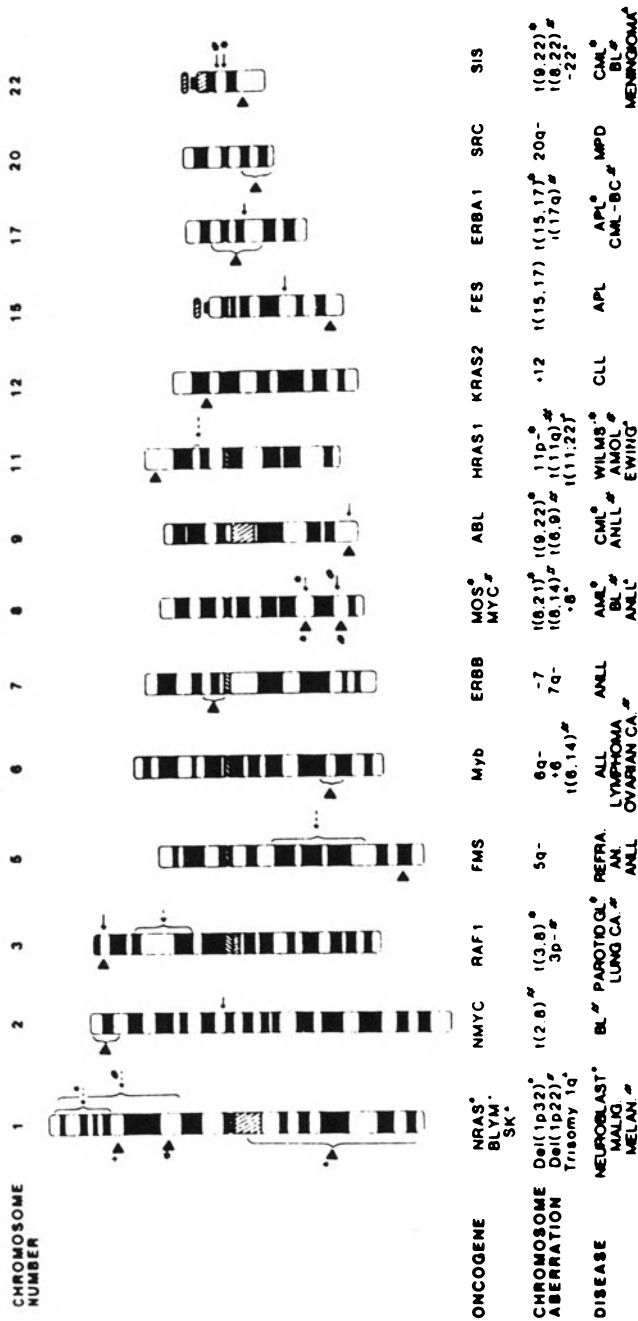 CHROMOSOME NUMBER 1 2 3 5 6 7 8 9 11 12 15 17 20 22
ONCOGENE
NRAS* BLYM SK
NMYC
RAF 1
FMS
Myb
ERBB
MOS* MYC
ABL
HRAS1
KRAS2
FES
ERBA 1
SRC
SIS
CHROMOSOME ABERRATION
Del(1p32)* Del(1p22) Trisomy 1q
t(2,8)
t(3,8)* 3p-
5q-
6q- +6 t(6,14)
-7 7q-
t(8,21)* t(8,14) +8
t(9,22)* t(6,9)
11p-* t(11q) t(11,22)
+12
t(15,17)
t(15,17)* t(17q)
20q-
t(9,22)* t(8,22) -22
DISEASE
NEUROBLAST* MALIG. MELAN.
BL
PAROTIDGL* LUNG CA.
REFRA. AN. ANLL
ALL LYMPHOMA OVARIAN CA.
ANLL
AML* BL ANLL
CML* ANLL
WILMS* AMOL EWING
CLL
APL
APL* CML-BC
MPD
CML* BL MENINGIOMA